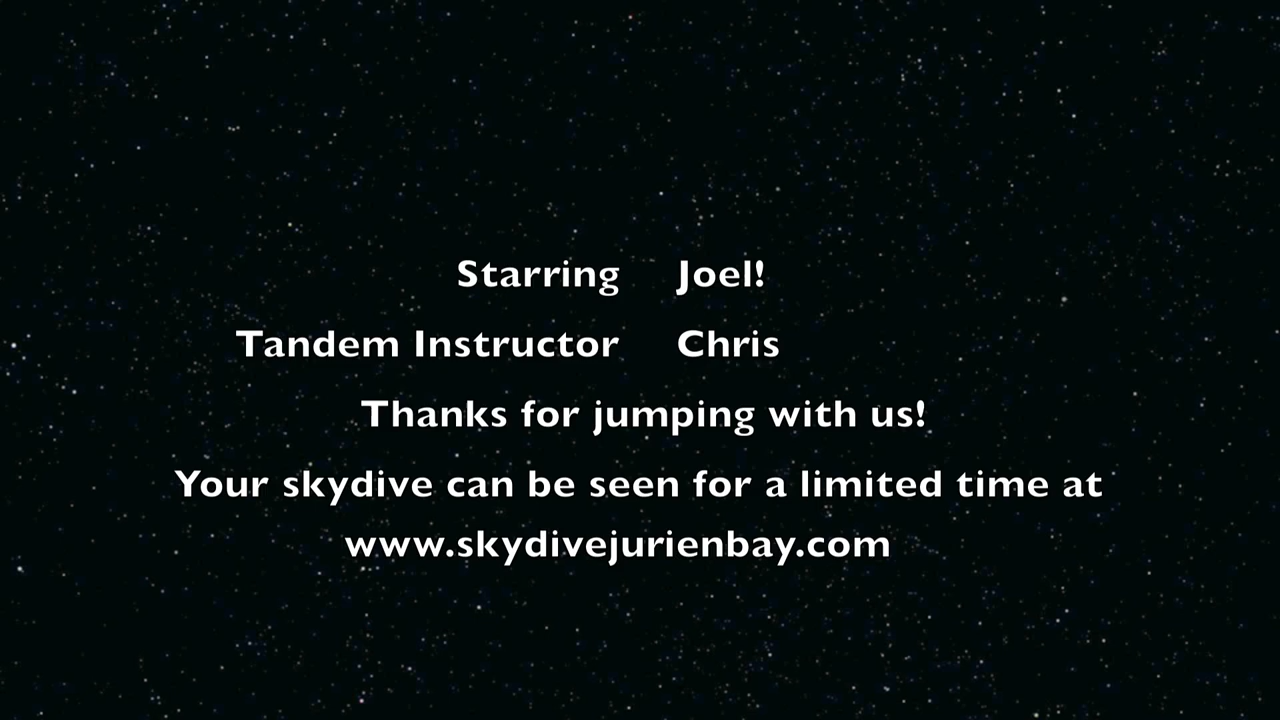 Starring Joel!
Tandem Instructor Chris
Thanks for jumping with us!
Your skydive can be seen for a limited time at
www.skydivejurienbay.com